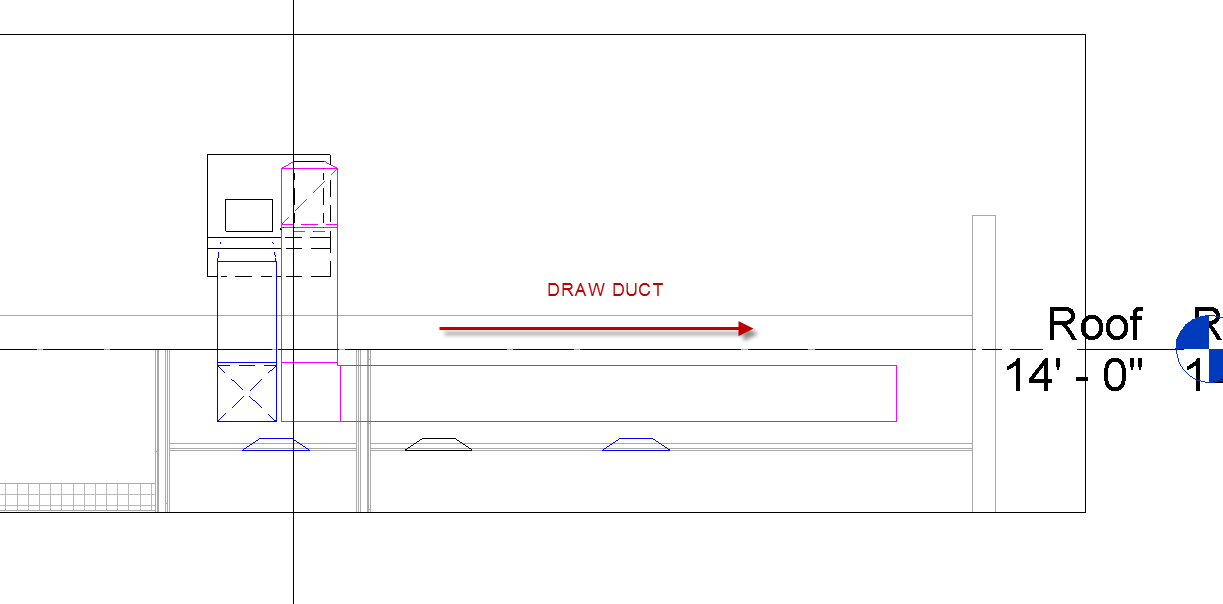 DRAW DUCT
Roof
14' - 0"